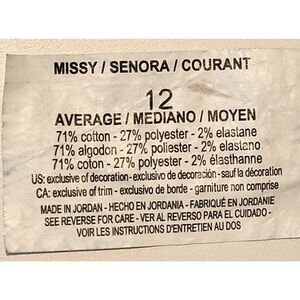 MISSY / SENORA / COURANT
12
AVERAGE / MEDIANO / MOYEN
71% cotton - 27% polyester - 2% elastane
71% algodon - 27% poliester - 2% elastano
71% coton - 27% polyester - 2% élasthanne
US: exclusive of decoration - exclusivo de decoración - sauf la décoration
CA: exclusive of trim - exclusivo de borde - garniture non comprise
MADE IN JORDAN - HECHO EN JORDANIA - FABRIQUÉ EN JORDANIE
SEE REVERSE FOR CARE - VER AL REVERSO PARA EL CUIDADO -
VOIR LES INSTRUCTIONS D'ENTRETIEN AU DOS